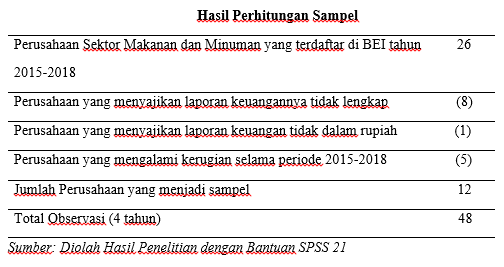 Hasil Perhitungan Sampel
Perusahaan Sektor Makanan dan Minuman yang terdaftar di BEI tahun 26
2015-2018
Perusahaan yang menyajikan laporan keuangannya tidak lengkap (8)
Perusahaan yang menyajikan laporan keuangan tidak dalam rupiah (1)
Perusahaan yang mengalami kerugian selama periode 2015-2018 (5)
Jumlah Perusahaan yang menjadi sampel 12
Total Observasi (4 tahun) 48
Sumber: Diolah Hasil Penelitian dengan Bantuan SPSS 21